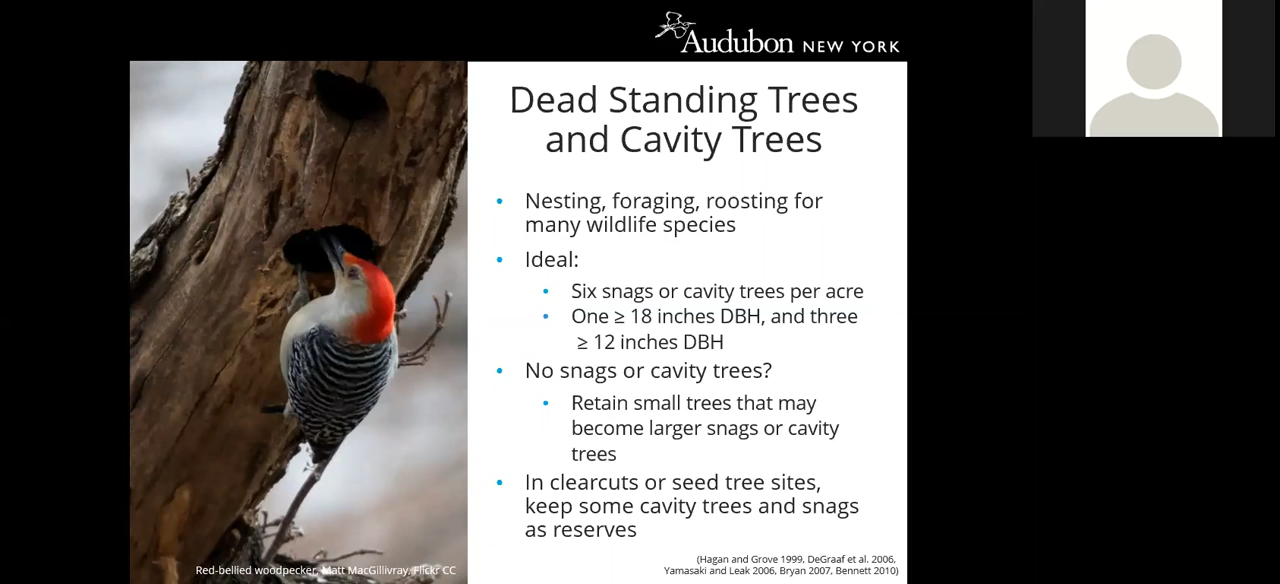 Audubon NEW YORK
Dead Standing Trees
and Cavity Trees
• Nesting, foraging, roosting for
many wildlife species
• Ideal:
• Six snags or cavity trees per acre
• One ≥ 18 inches DBH, and three
≥ 12 inches DBH
• No snags or cavity trees?
• Retain small trees that may
become larger snags or cavity
trees
• In clearcuts or seed tree sites,
keep some cavity trees and snags
as reserves
(Hagan and Grove 1999, DeGraaf et al. 2006,
Yamasaki and Leak 2006, Bryan 2007, Bennett 2010)
Red-bellied woodpecker, Matt MacGillivray, Flickr CC